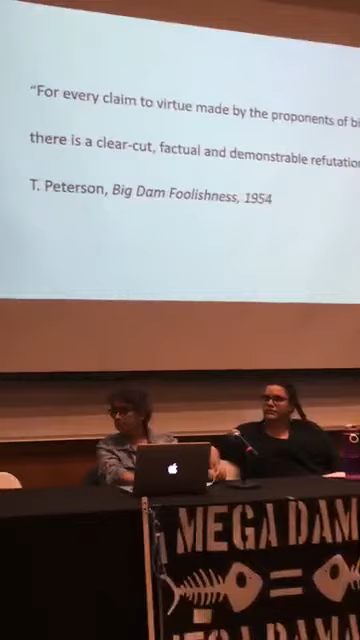 “For every claim to virtue made by the proponents of
there is a clear-cut, factual and demonstrable refutation
T. Peterson, Big Dam Foolishness, 1954
MEGA DAM
=